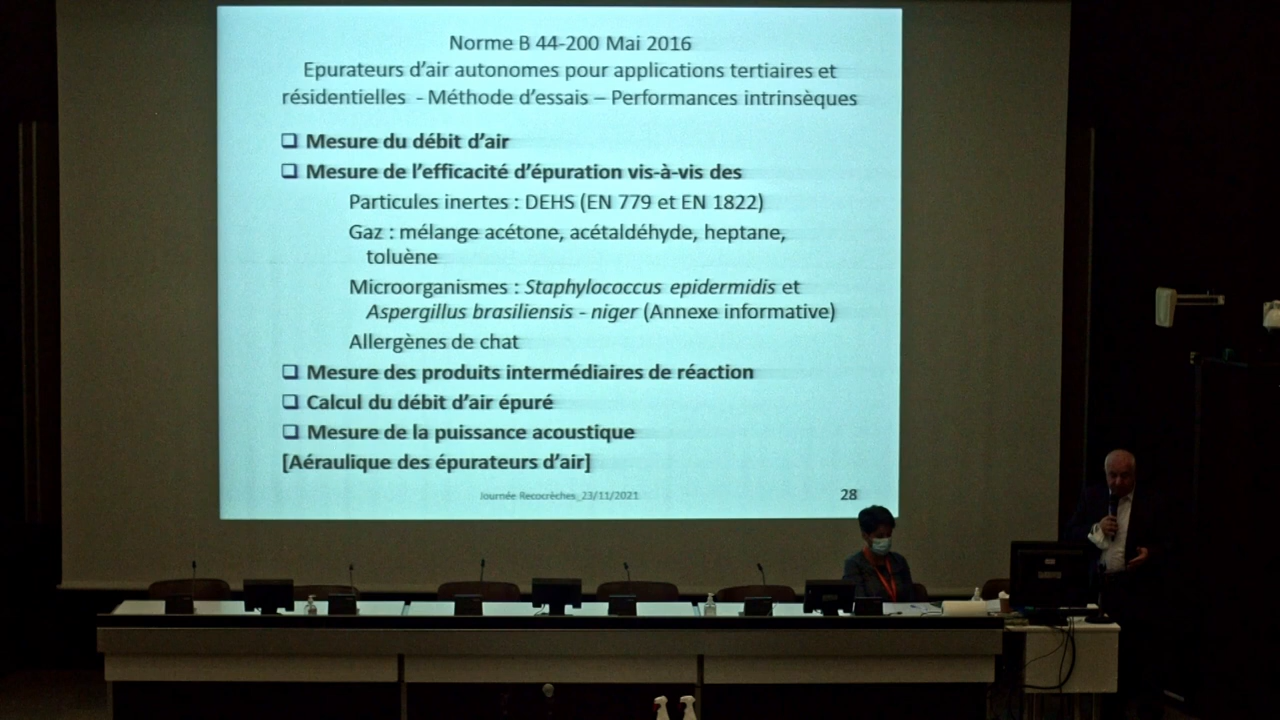 Norme B 44-200 Mai 2016
Epurateurs d'air autonomes pour applications tertiaires et
résidentielles - Méthode d'essais – Performances intrinsèques
❑ Mesure du débit d'air
❑ Mesure de l'efficacité d'épuration vis-à-vis des
Particules inertes : DEHS (EN 779 et EN 1822)
Gaz : mélange acétone, acétaldéhyde, heptane,
toluène
Microorganismes : Staphylococcus epidermidis et
Aspergillus brasiliensis - niger (Annexe informative)
Allergènes de chat
❑ Mesure des produits intermédiaires de réaction
❑ Calcul du débit d'air épuré
❑ Mesure de la puissance acoustique
[Aéraulique des épurateurs d'air]
Journée Recocrèches_23/11/2021
28